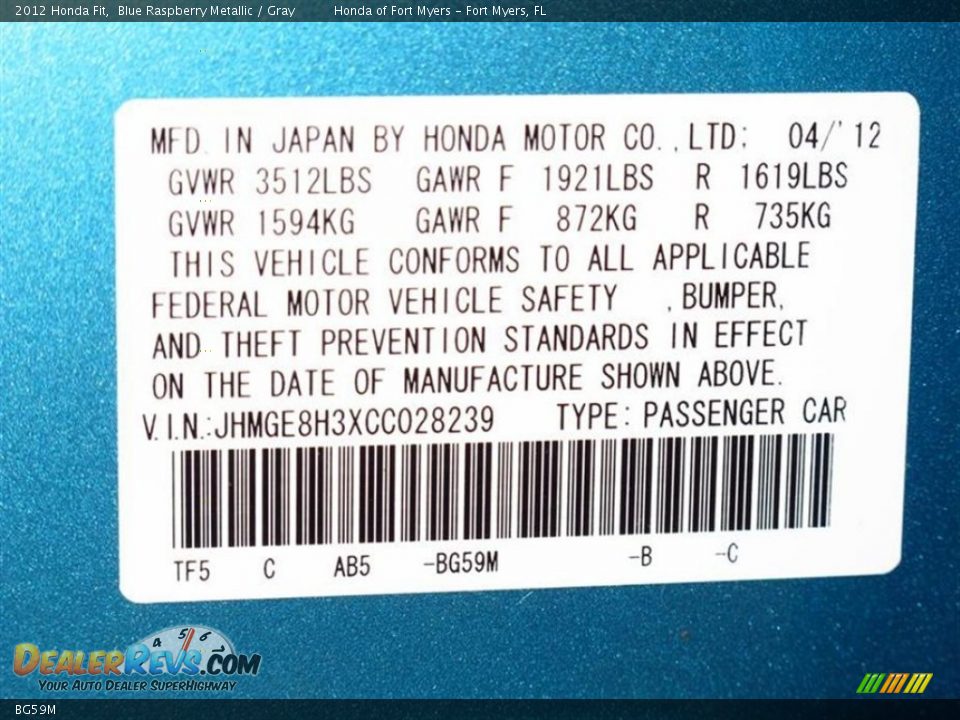 2012 Honda Fit,  Blue Raspberry Metallic / Gray          Honda of Fort Myers - Fort Myers, FL
MFD. IN JAPAN BY HONDA MOTOR CO.,LTD:   04/'12
GVWR 3512LBS   GAWR F  1921LBS   R  1619LBS
GVWR 1594KG   GAWR F   872KG   R   735KG
THIS VEHICLE CONFORMS TO ALL APPLICABLE
FEDERAL MOTOR VEHICLE SAFETY   ,BUMPER,
AND THEFT PREVENTION STANDARDS IN EFFECT
ON THE DATE OF MANUFACTURE SHOWN ABOVE.
V.I.N.:JHMGE8H3XCC028239   TYPE: PASSENGER CAR
TF5   C   AB5   -BG59M   -B   -C
4 5 6
DEALERREVS.COM
YOUR AUTO DEALER SUPERHIGHWAY
BG59M